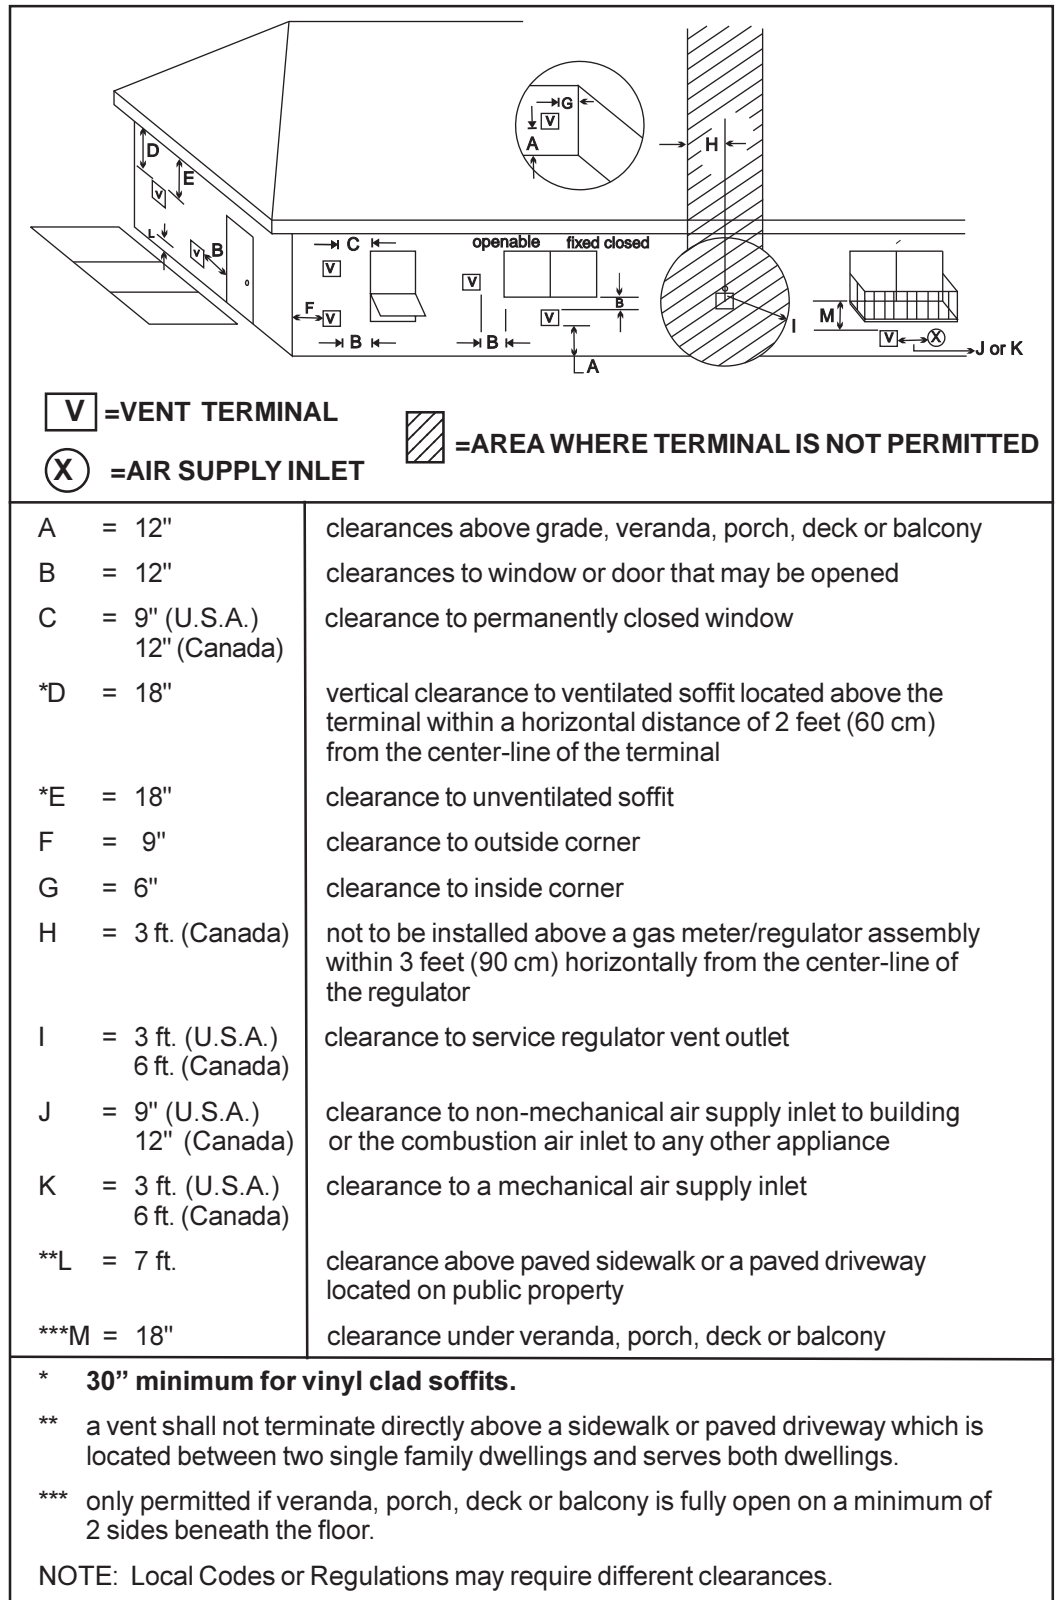 G
V
A
H
D
E
V
L
V
B
C
openable
fixed closed
V
V
B
F
V
V
M
I
V
X
B
B
A
J or K
V =VENT TERMINAL
=AREA WHERE TERMINAL IS NOT PERMITTED
X =AIR SUPPLY INLET
A = 12" clearances above grade, veranda, porch, deck or balcony
B = 12" clearances to window or door that may be opened
C = 9" (U.S.A.) clearance to permanently closed window
12" (Canada)
*D = 18" vertical clearance to ventilated soffit located above the
terminal within a horizontal distance of 2 feet (60 cm)
from the center-line of the terminal
*E = 18" clearance to unventilated soffit
F = 9" clearance to outside corner
G = 6" clearance to inside corner
H = 3 ft. (Canada) not to be installed above a gas meter/regulator assembly
within 3 feet (90 cm) horizontally from the center-line of
the regulator
I = 3 ft. (U.S.A.) clearance to service regulator vent outlet
6 ft. (Canada)
J = 9" (U.S.A.) clearance to non-mechanical air supply inlet to building
12" (Canada) or the combustion air inlet to any other appliance
K = 3 ft. (U.S.A.) clearance to a mechanical air supply inlet
6 ft. (Canada)
**L = 7 ft. clearance above paved sidewalk or a paved driveway
located on public property
***M = 18" clearance under veranda, porch, deck or balcony
* 30” minimum for vinyl clad soffits.
** a vent shall not terminate directly above a sidewalk or paved driveway which is
located between two single family dwellings and serves both dwellings.
*** only permitted if veranda, porch, deck or balcony is fully open on a minimum of
2 sides beneath the floor.
NOTE: Local Codes or Regulations may require different clearances.